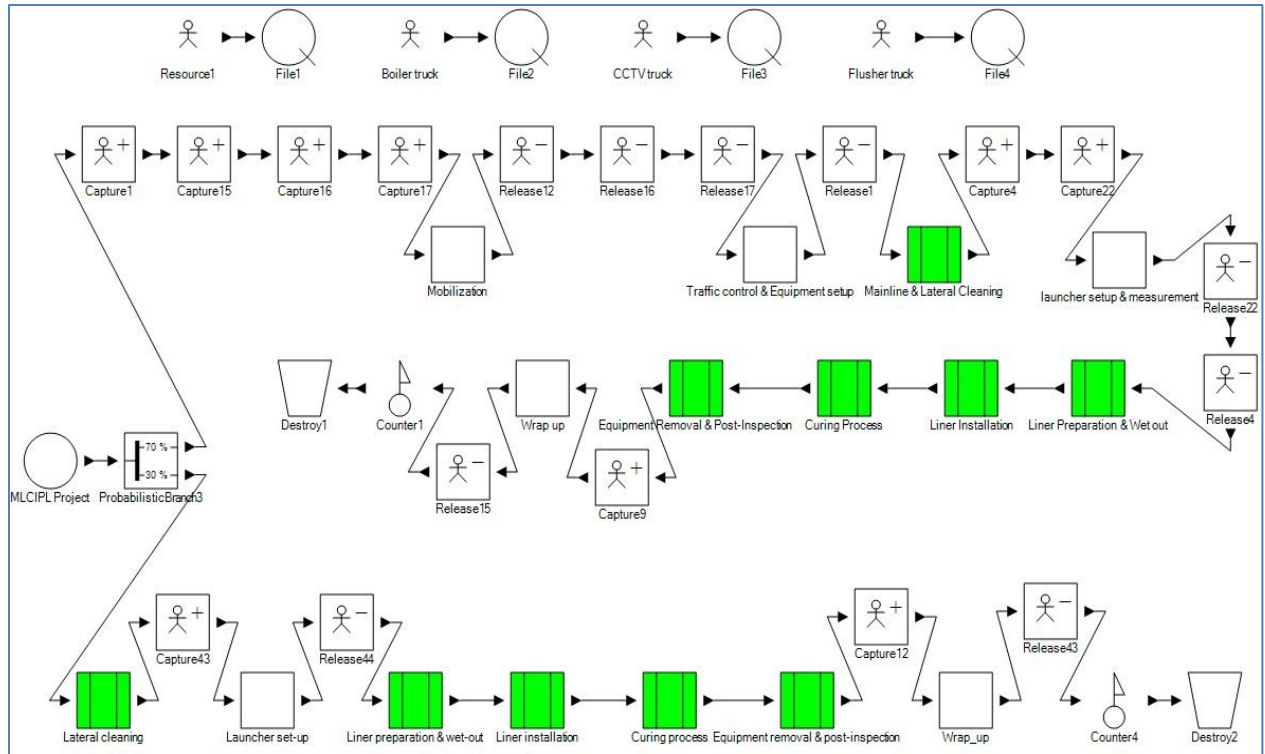 Resource1
File1
Boiler truck
File2
CCTV truck
File3
Flusher truck
File4
Capture1
Capture15
Capture16
Capture17
Release12
Release16
Release17
Release1
Capture4
Capture22
Mobilization
Traffic control & Equipment setup
Mainline & Lateral Cleaning
launcher setup & measurement
Release22
Release4
Destroy1
Counter1
Wrap up
Equipment Removal & Post-Inspection
Curing Process
Liner Installation
Liner Preparation & Wet out
Release15
Capture9
MLCIPL Project
70 %
30 %
ProbabilisticBranch3
Capture43
Release44
Capture12
Release43
Lateral cleaning
Launcher set-up
Liner preparation & wet-out
Liner installation
Curing process
Equipment removal & post-inspection
Wrap_up
Counter4
Destroy2